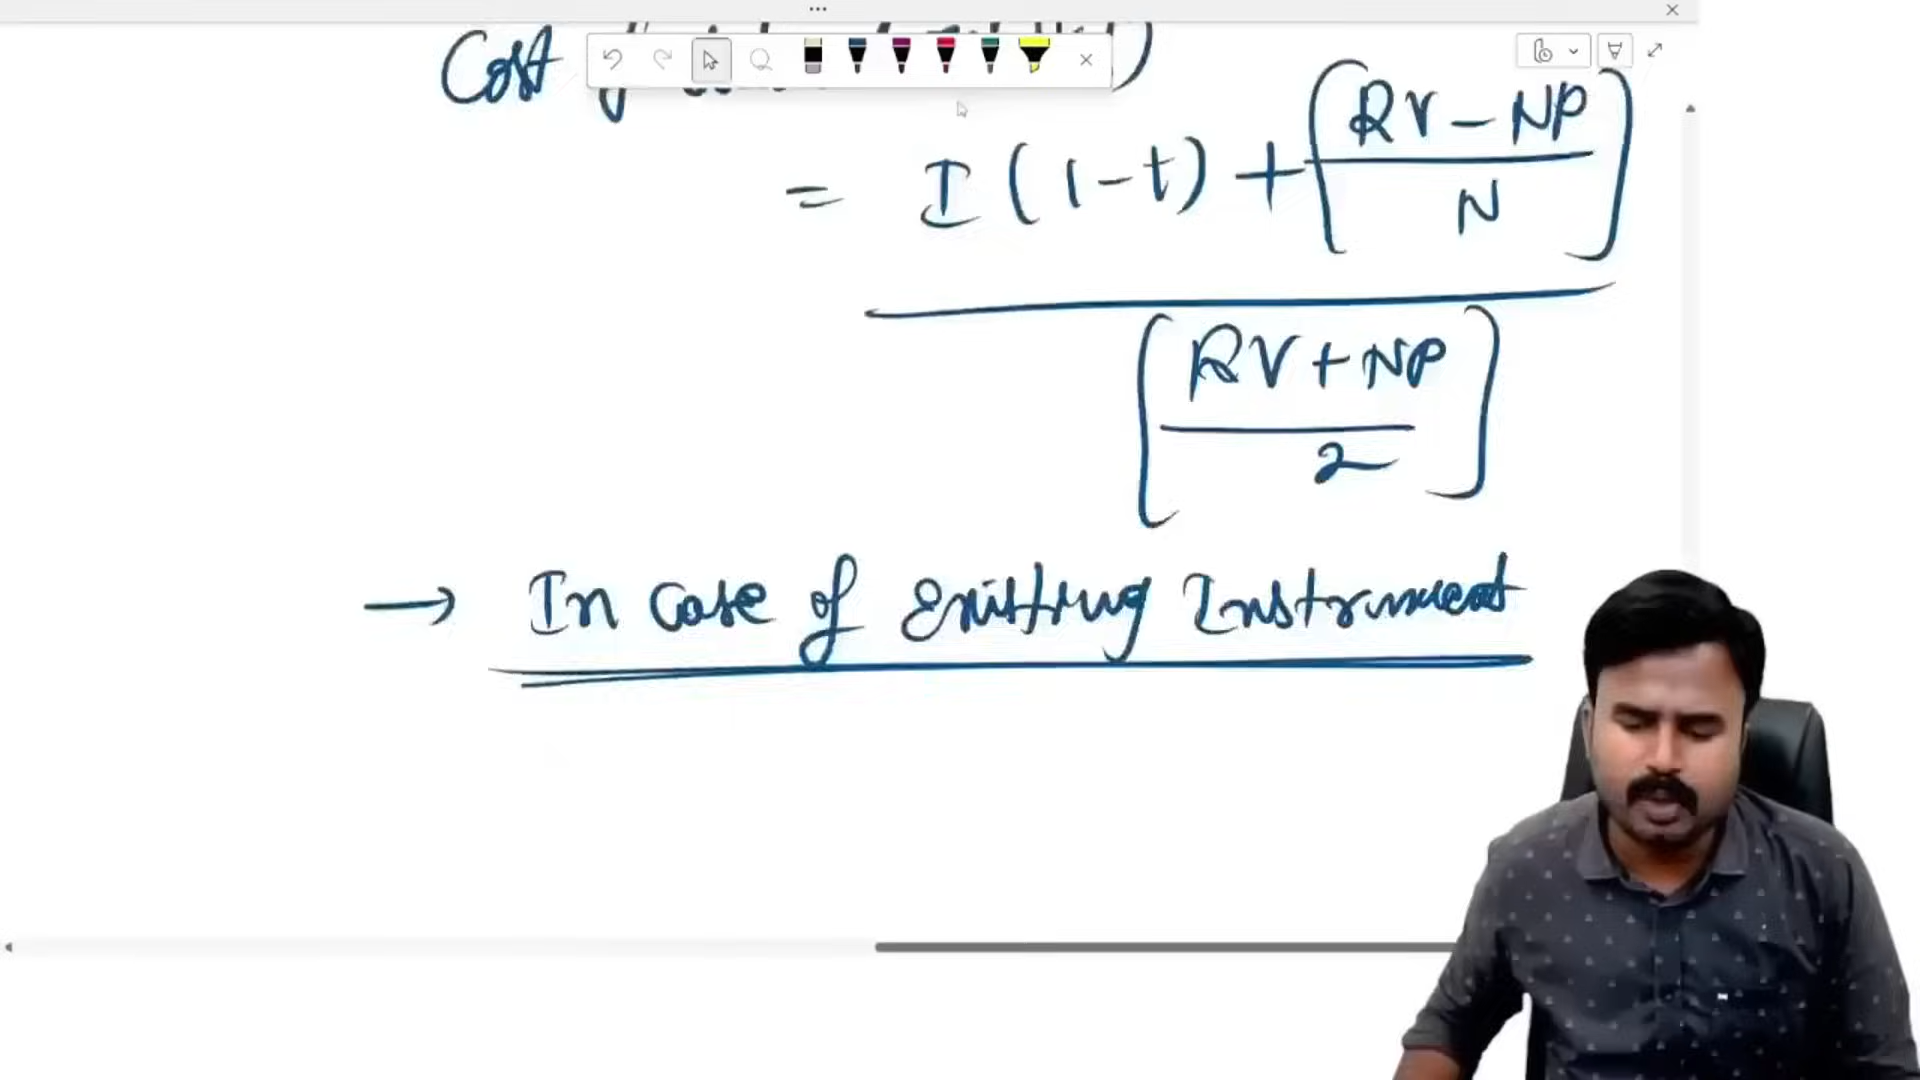 Cost
= I (1-t) + [RV - NP / N]
[RV + NP / 2]
→ In Case of Existing Instrument